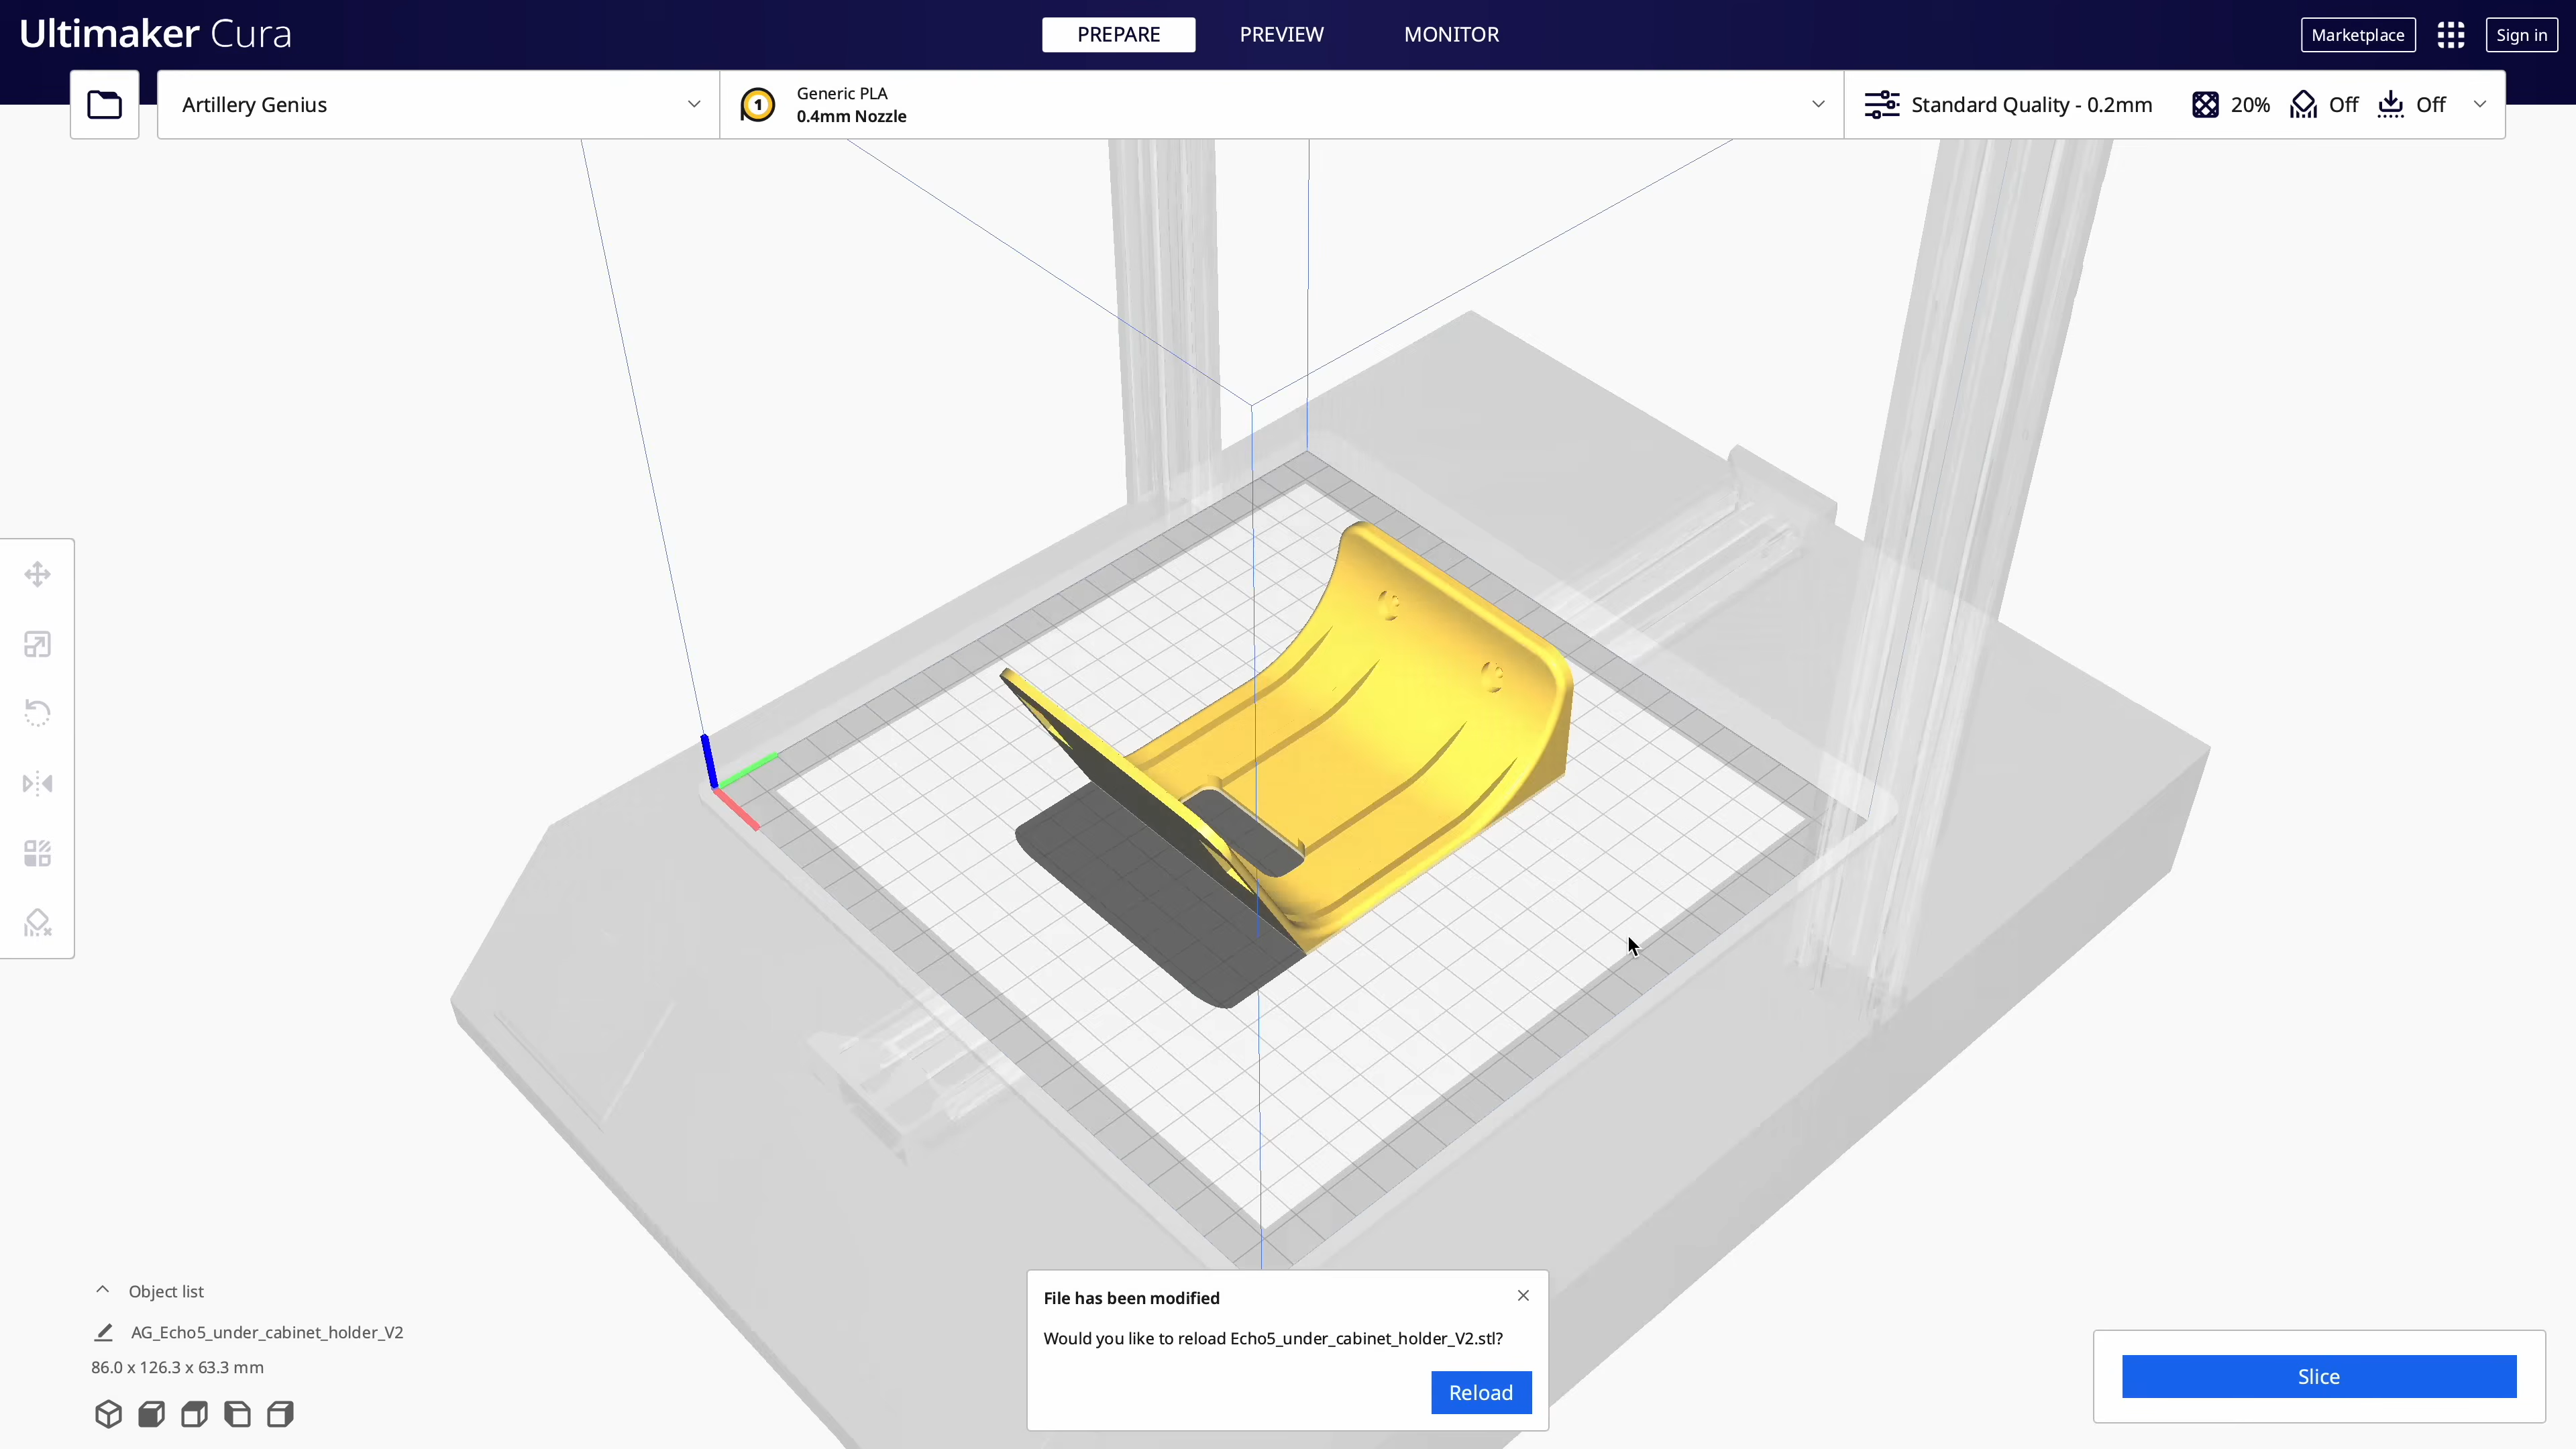 Ultimaker Cura
PREPARE
PREVIEW
MONITOR
Marketplace
Sign in
Artillery Genius
1
Generic PLA
0.4mm Nozzle
Standard Quality - 0.2mm
20%
Off
Off
Object list
AG_Echo5_under_cabinet_holder_V2
86.0 x 126.3 x 63.3 mm
File has been modified
Would you like to reload Echo5_under_cabinet_holder_V2.stl?
Reload
Slice